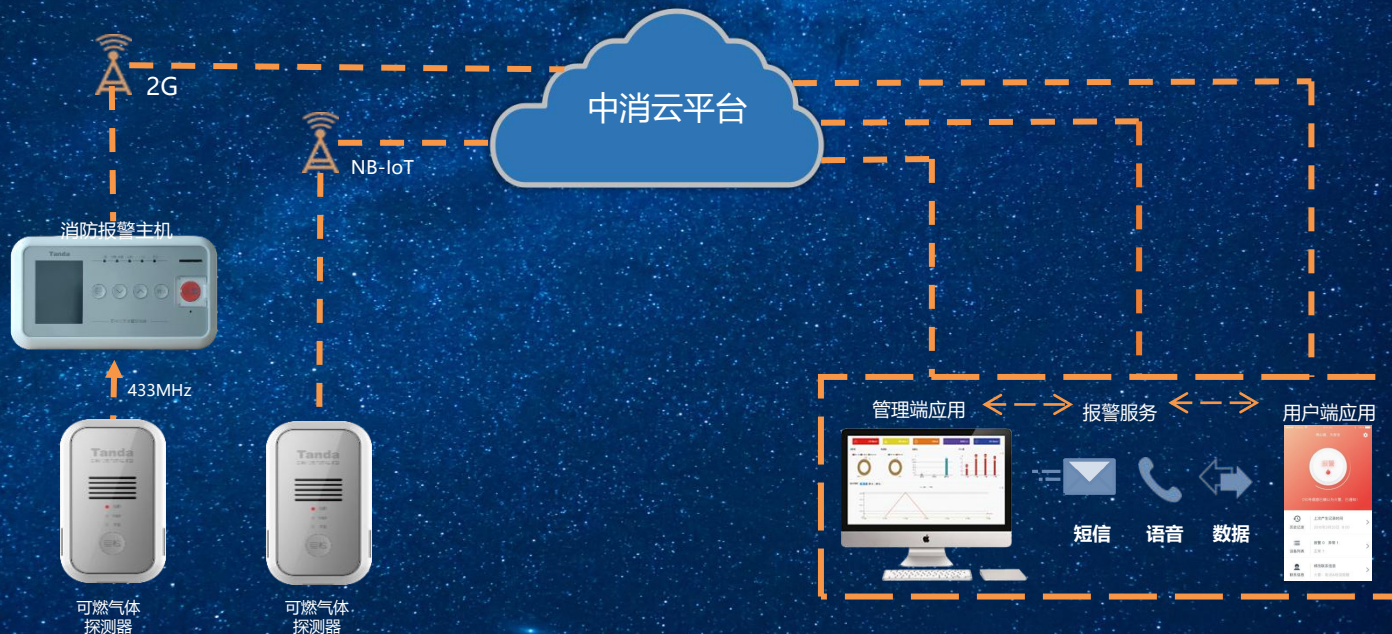 2G
中消云平台
NB-IoT
消防报警主机
Tanda
433MHz
管理端应用
报警服务
用户端应用
Tanda
Tanda
短信
语音
数据
可燃气体
探测器
可燃气体
探测器